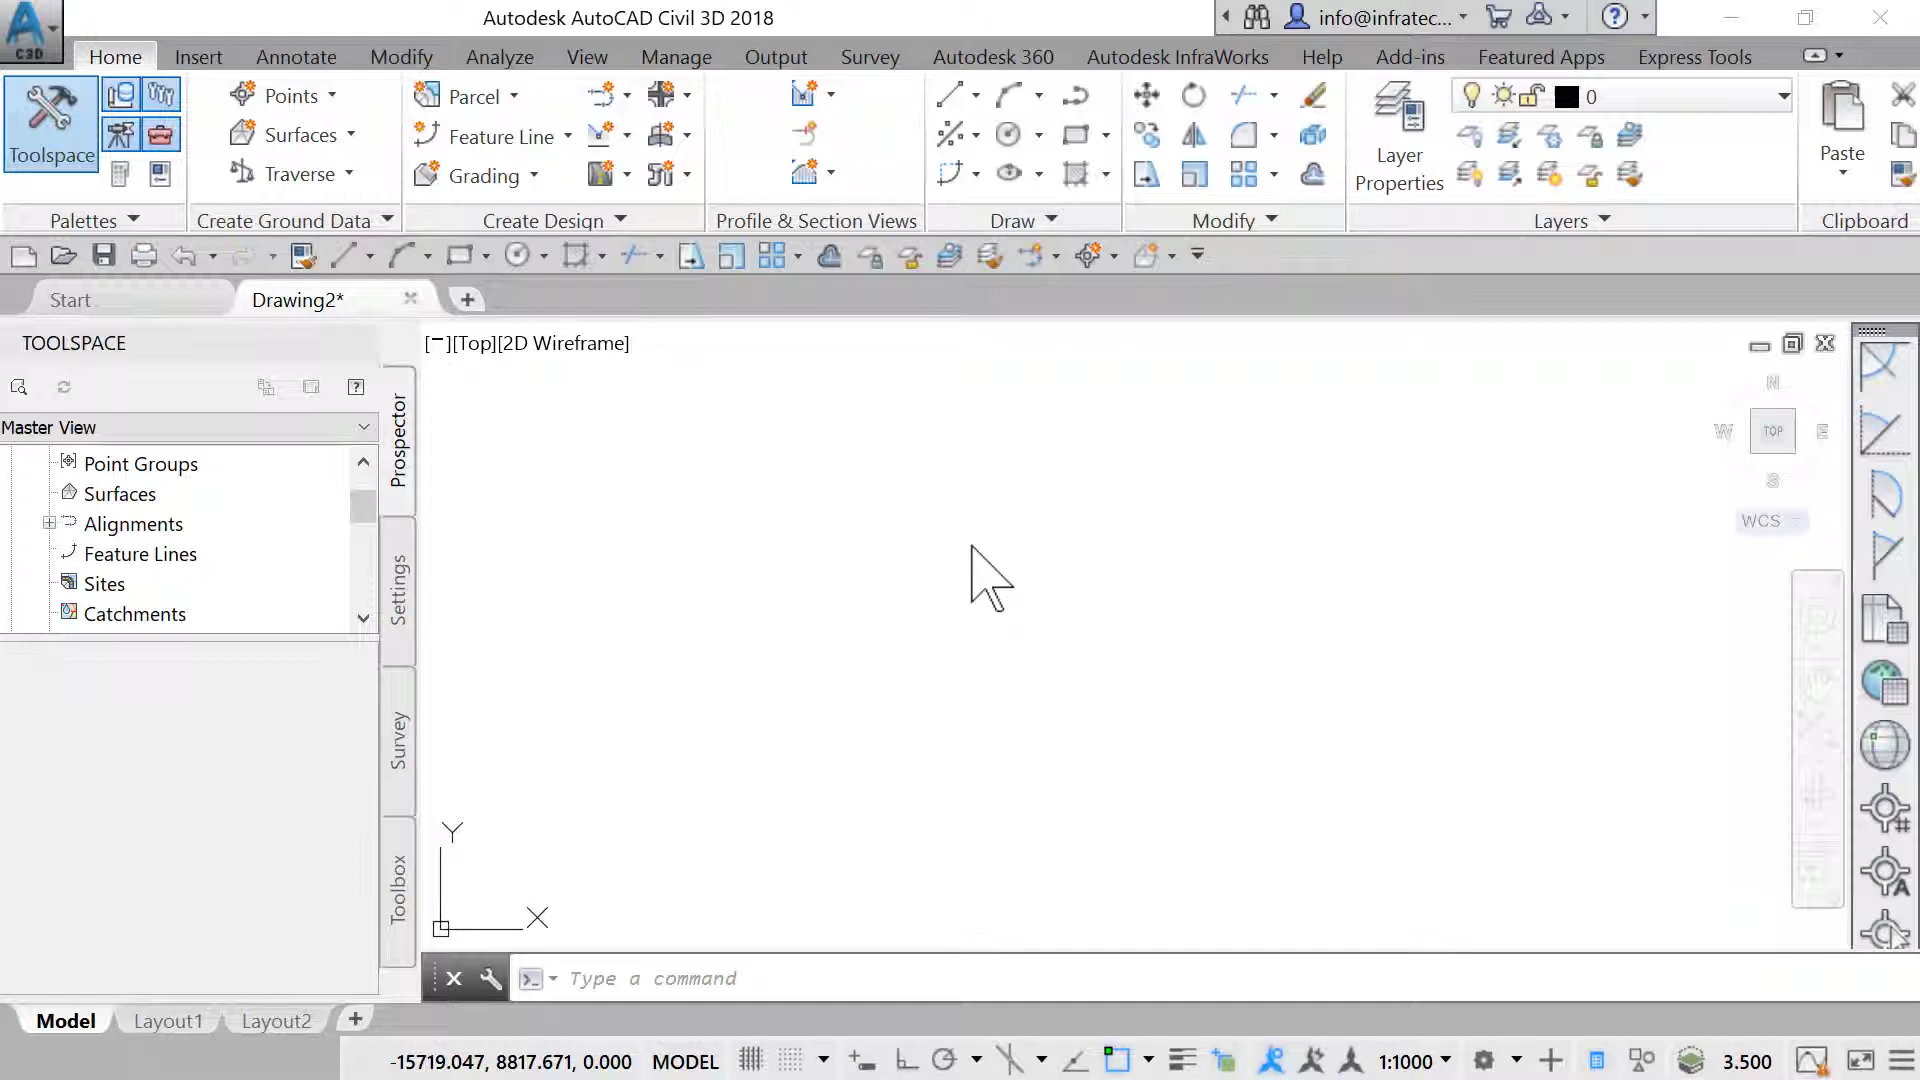 Autodesk AutoCAD Civil 3D 2018
info@infratec...
C3D
Home Insert Annotate Modify Analyze View Manage Output Survey Autodesk 360 Autodesk InfraWorks Help Add-ins Featured Apps Express Tools
Toolspace
Points
Surfaces
Traverse
Parcel
Feature Line
Grading
Layer Properties
0
Paste
Palettes Create Ground Data Create Design Profile & Section Views Draw Modify Layers Clipboard
Start Drawing2*
TOOLSPACE
[−][Top][2D Wireframe]
Master View
Point Groups
Surfaces
Alignments
Feature Lines
Sites
Catchments
Prospector
Settings
Survey
Toolbox
N
W TOP E
S
WCS
Y
X
Type a command
Model Layout1 Layout2
-15719.047, 8817.671, 0.000 MODEL 1:1000 3.500